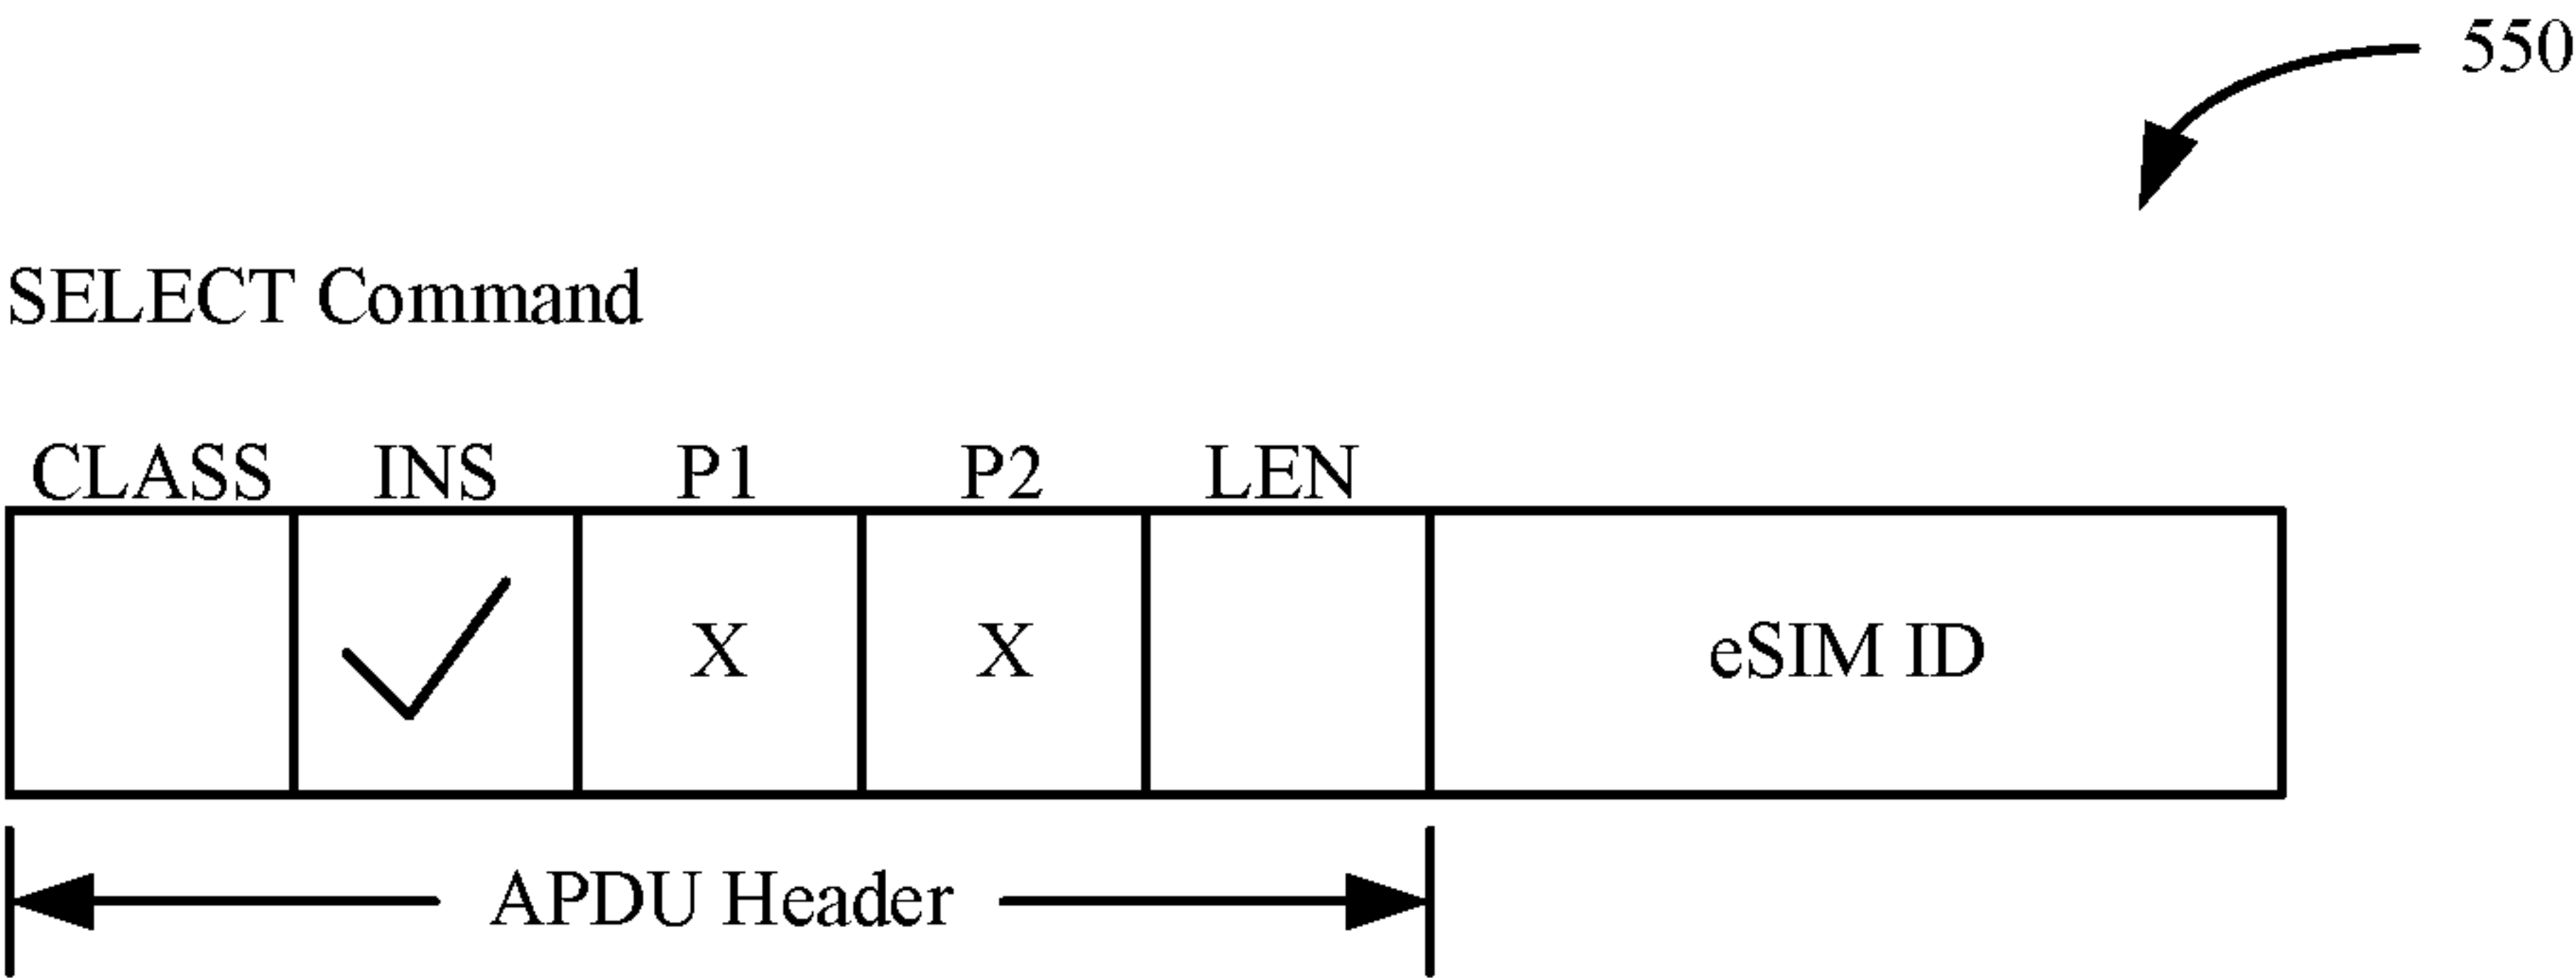 550
SELECT Command
CLASS INS P1 P2 LEN
X X eSIM ID
APDU Header